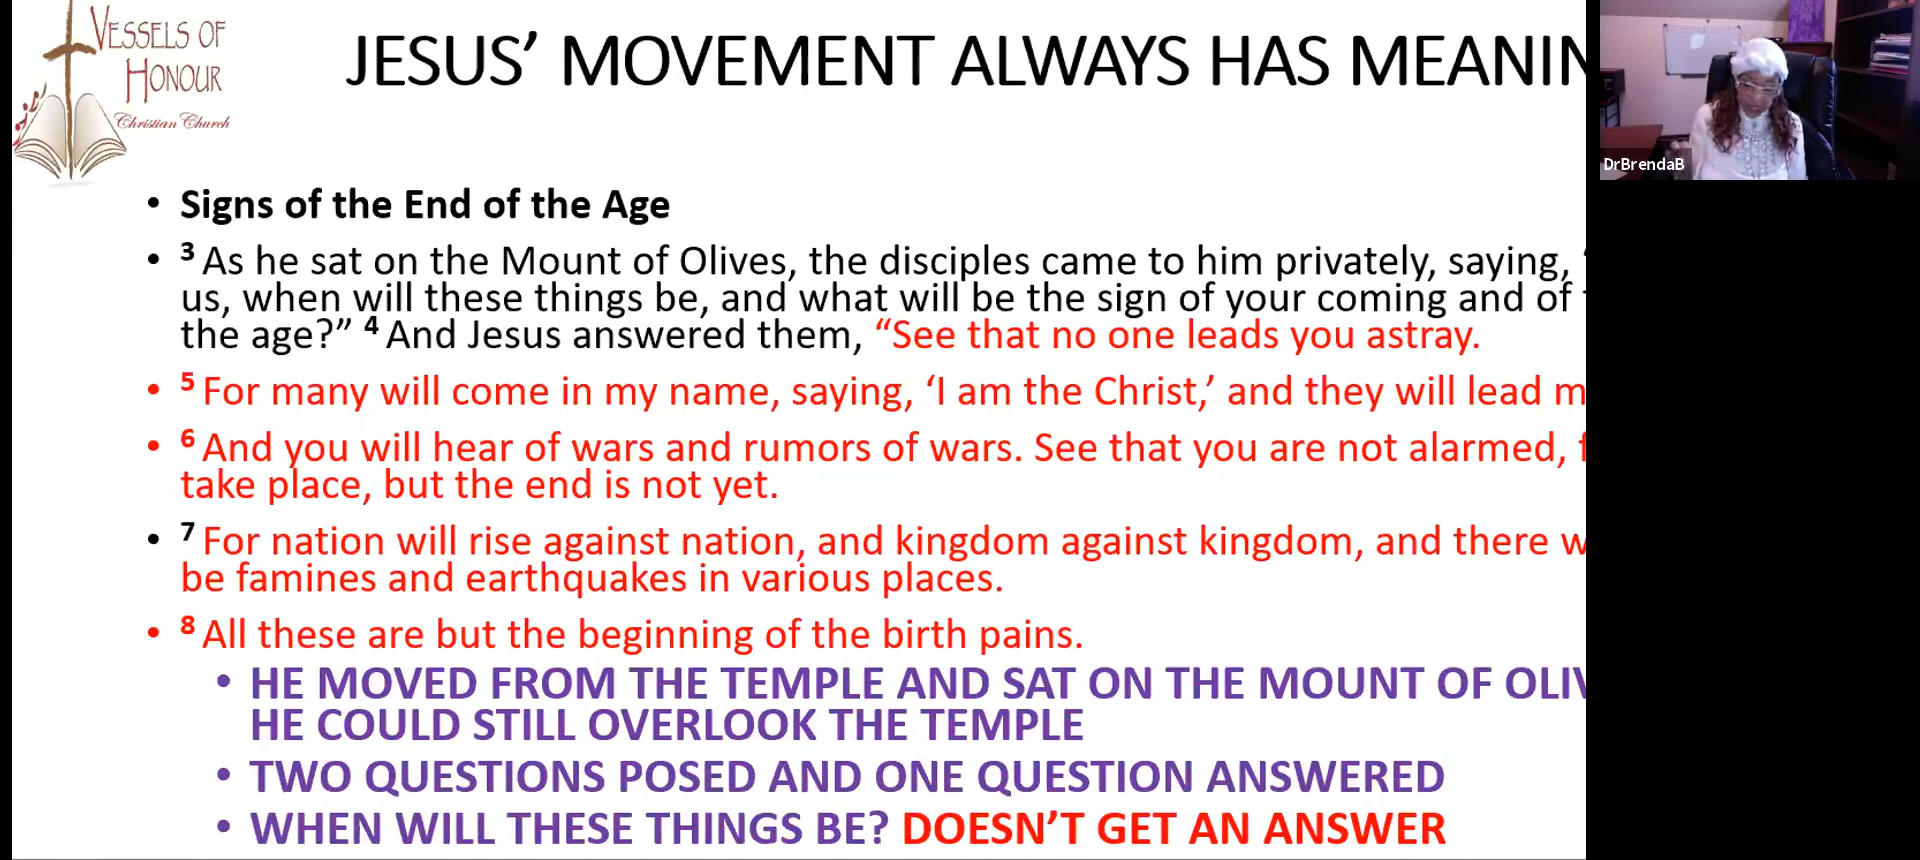 VESSELS OF
HONOUR
Christian Church
JESUS’ MOVEMENT ALWAYS HAS MEANIN
DrBrendaB
• Signs of the End of the Age
• 3 As he sat on the Mount of Olives, the disciples came to him privately, saying, “
us, when will these things be, and what will be the sign of your coming and of
the age?” 4 And Jesus answered them, “See that no one leads you astray.
• 5 For many will come in my name, saying, ‘I am the Christ,’ and they will lead m
• 6 And you will hear of wars and rumors of wars. See that you are not alarmed, f
take place, but the end is not yet.
• 7 For nation will rise against nation, and kingdom against kingdom, and there w
be famines and earthquakes in various places.
• 8 All these are but the beginning of the birth pains.
• HE MOVED FROM THE TEMPLE AND SAT ON THE MOUNT OF OLIV
HE COULD STILL OVERLOOK THE TEMPLE
• TWO QUESTIONS POSED AND ONE QUESTION ANSWERED
• WHEN WILL THESE THINGS BE? DOESN’T GET AN ANSWER